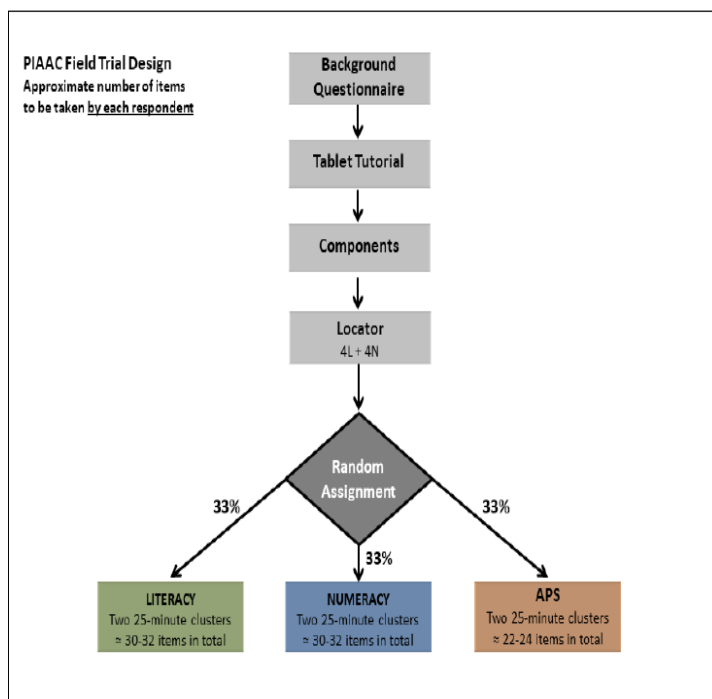 PIAAC Field Trial Design
Approximate number of items
to be taken by each respondent
Background
Questionnaire
Tablet Tutorial
Components
Locator
4L + 4N
Random
Assignment
33%
33%
33%
LITERACY
Two 25-minute clusters
≈ 30-32 items in total
NUMERACY
Two 25-minute clusters
≈ 30-32 items in total
APS
Two 25-minute clusters
≈ 22-24 items in total